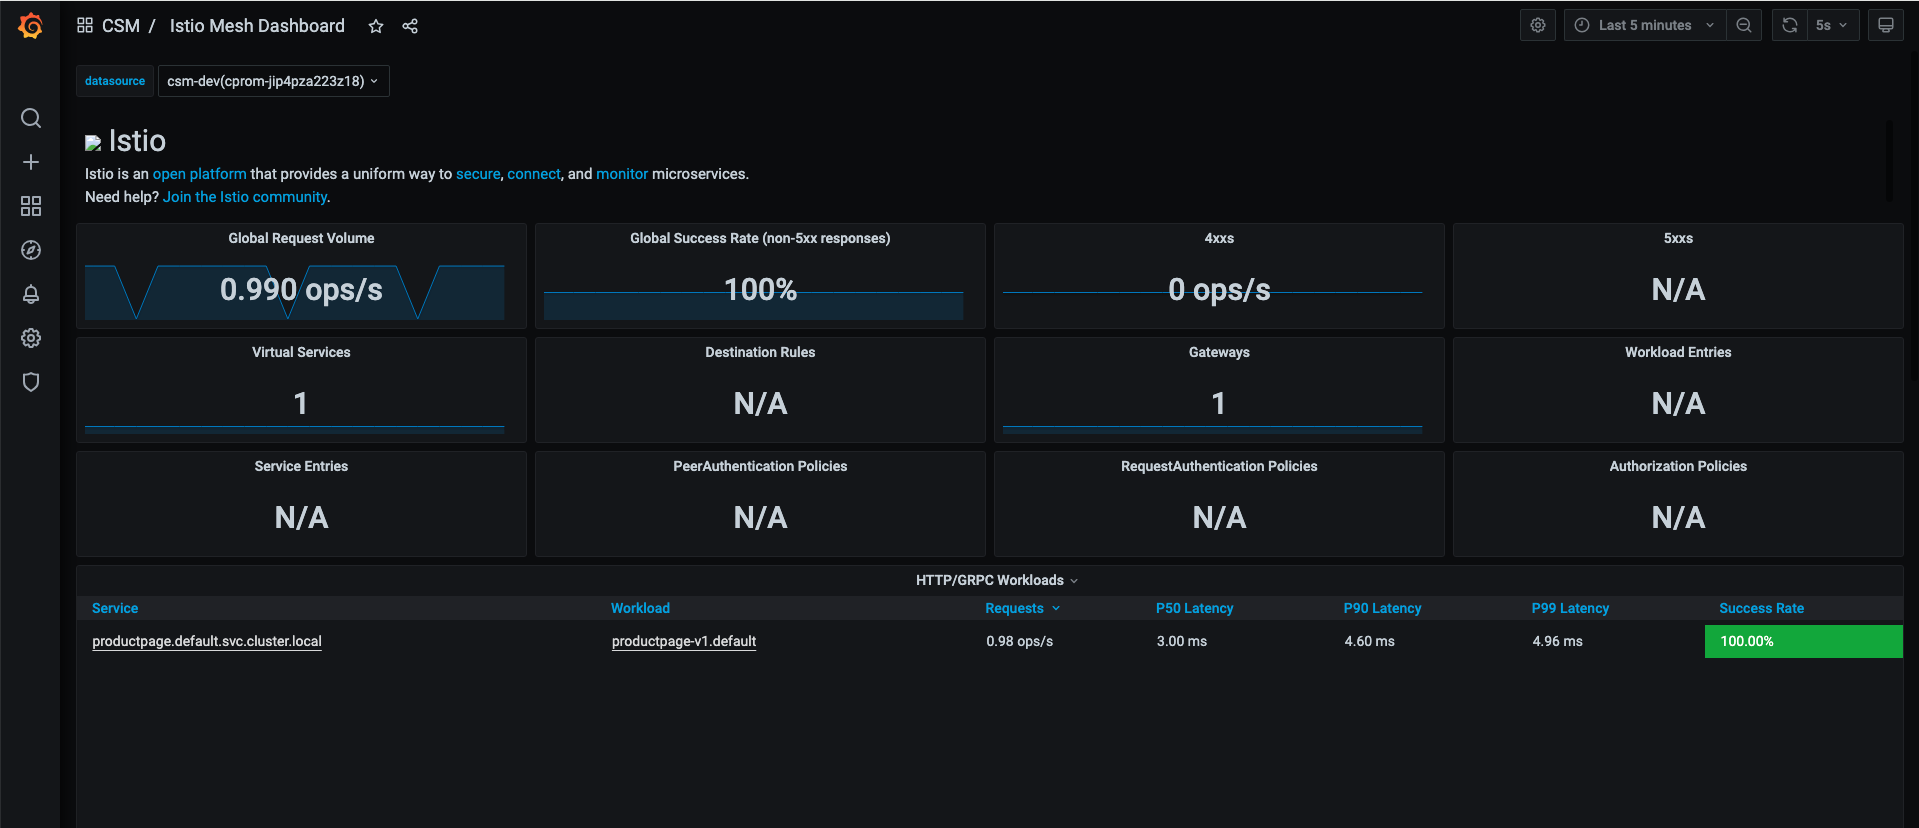 CSM / Istio Mesh Dashboard
Last 5 minutes
5s
datasource csm-dev(cprom-jip4pza223z18)
Istio
Istio is an open platform that provides a uniform way to secure, connect, and monitor microservices.
Need help? Join the Istio community.
Global Request Volume
0.990 ops/s
Global Success Rate (non-5xx responses)
100%
4xxs
0 ops/s
5xxs
N/A
Virtual Services
1
Destination Rules
N/A
Gateways
1
Workload Entries
N/A
Service Entries
N/A
PeerAuthentication Policies
N/A
RequestAuthentication Policies
N/A
Authorization Policies
N/A
HTTP/GRPC Workloads
Service Workload Requests P50 Latency P90 Latency P99 Latency Success Rate
productpage.default.svc.cluster.local productpage-v1.default 0.98 ops/s 3.00 ms 4.60 ms 4.96 ms 100.00%